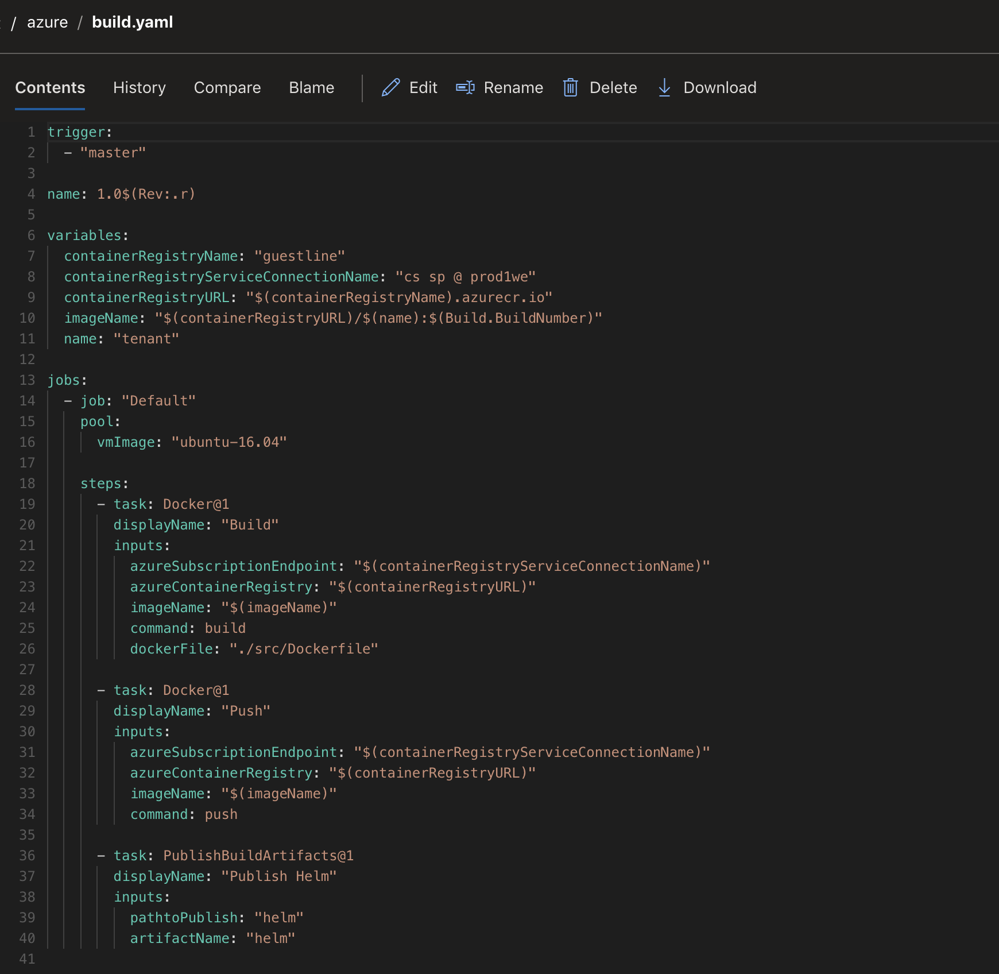 / azure / build.yaml
Contents History Compare Blame Edit Rename Delete Download
1 trigger:
2 - "master"
3
4 name: 1.0$(Rev:.r)
5
6 variables:
7 containerRegistryName: "guestline"
8 containerRegistryServiceConnectionName: "cs sp @ prod1we"
9 containerRegistryURL: "$(containerRegistryName).azurecr.io"
10 imageName: "$(containerRegistryURL)/$(name):$(Build.BuildNumber)"
11 name: "tenant"
12
13 jobs:
14 - job: "Default"
15 pool:
16 vmImage: "ubuntu-16.04"
17
18 steps:
19 - task: Docker@1
20 displayName: "Build"
21 inputs:
22 azureSubscriptionEndpoint: "$(containerRegistryServiceConnectionName)"
23 azureContainerRegistry: "$(containerRegistryURL)"
24 imageName: "$(imageName)"
25 command: build
26 dockerFile: "./src/Dockerfile"
27
28 - task: Docker@1
29 displayName: "Push"
30 inputs:
31 azureSubscriptionEndpoint: "$(containerRegistryServiceConnectionName)"
32 azureContainerRegistry: "$(containerRegistryURL)"
33 imageName: "$(imageName)"
34 command: push
35
36 - task: PublishBuildArtifacts@1
37 displayName: "Publish Helm"
38 inputs:
39 pathtoPublish: "helm"
40 artifactName: "helm"
41